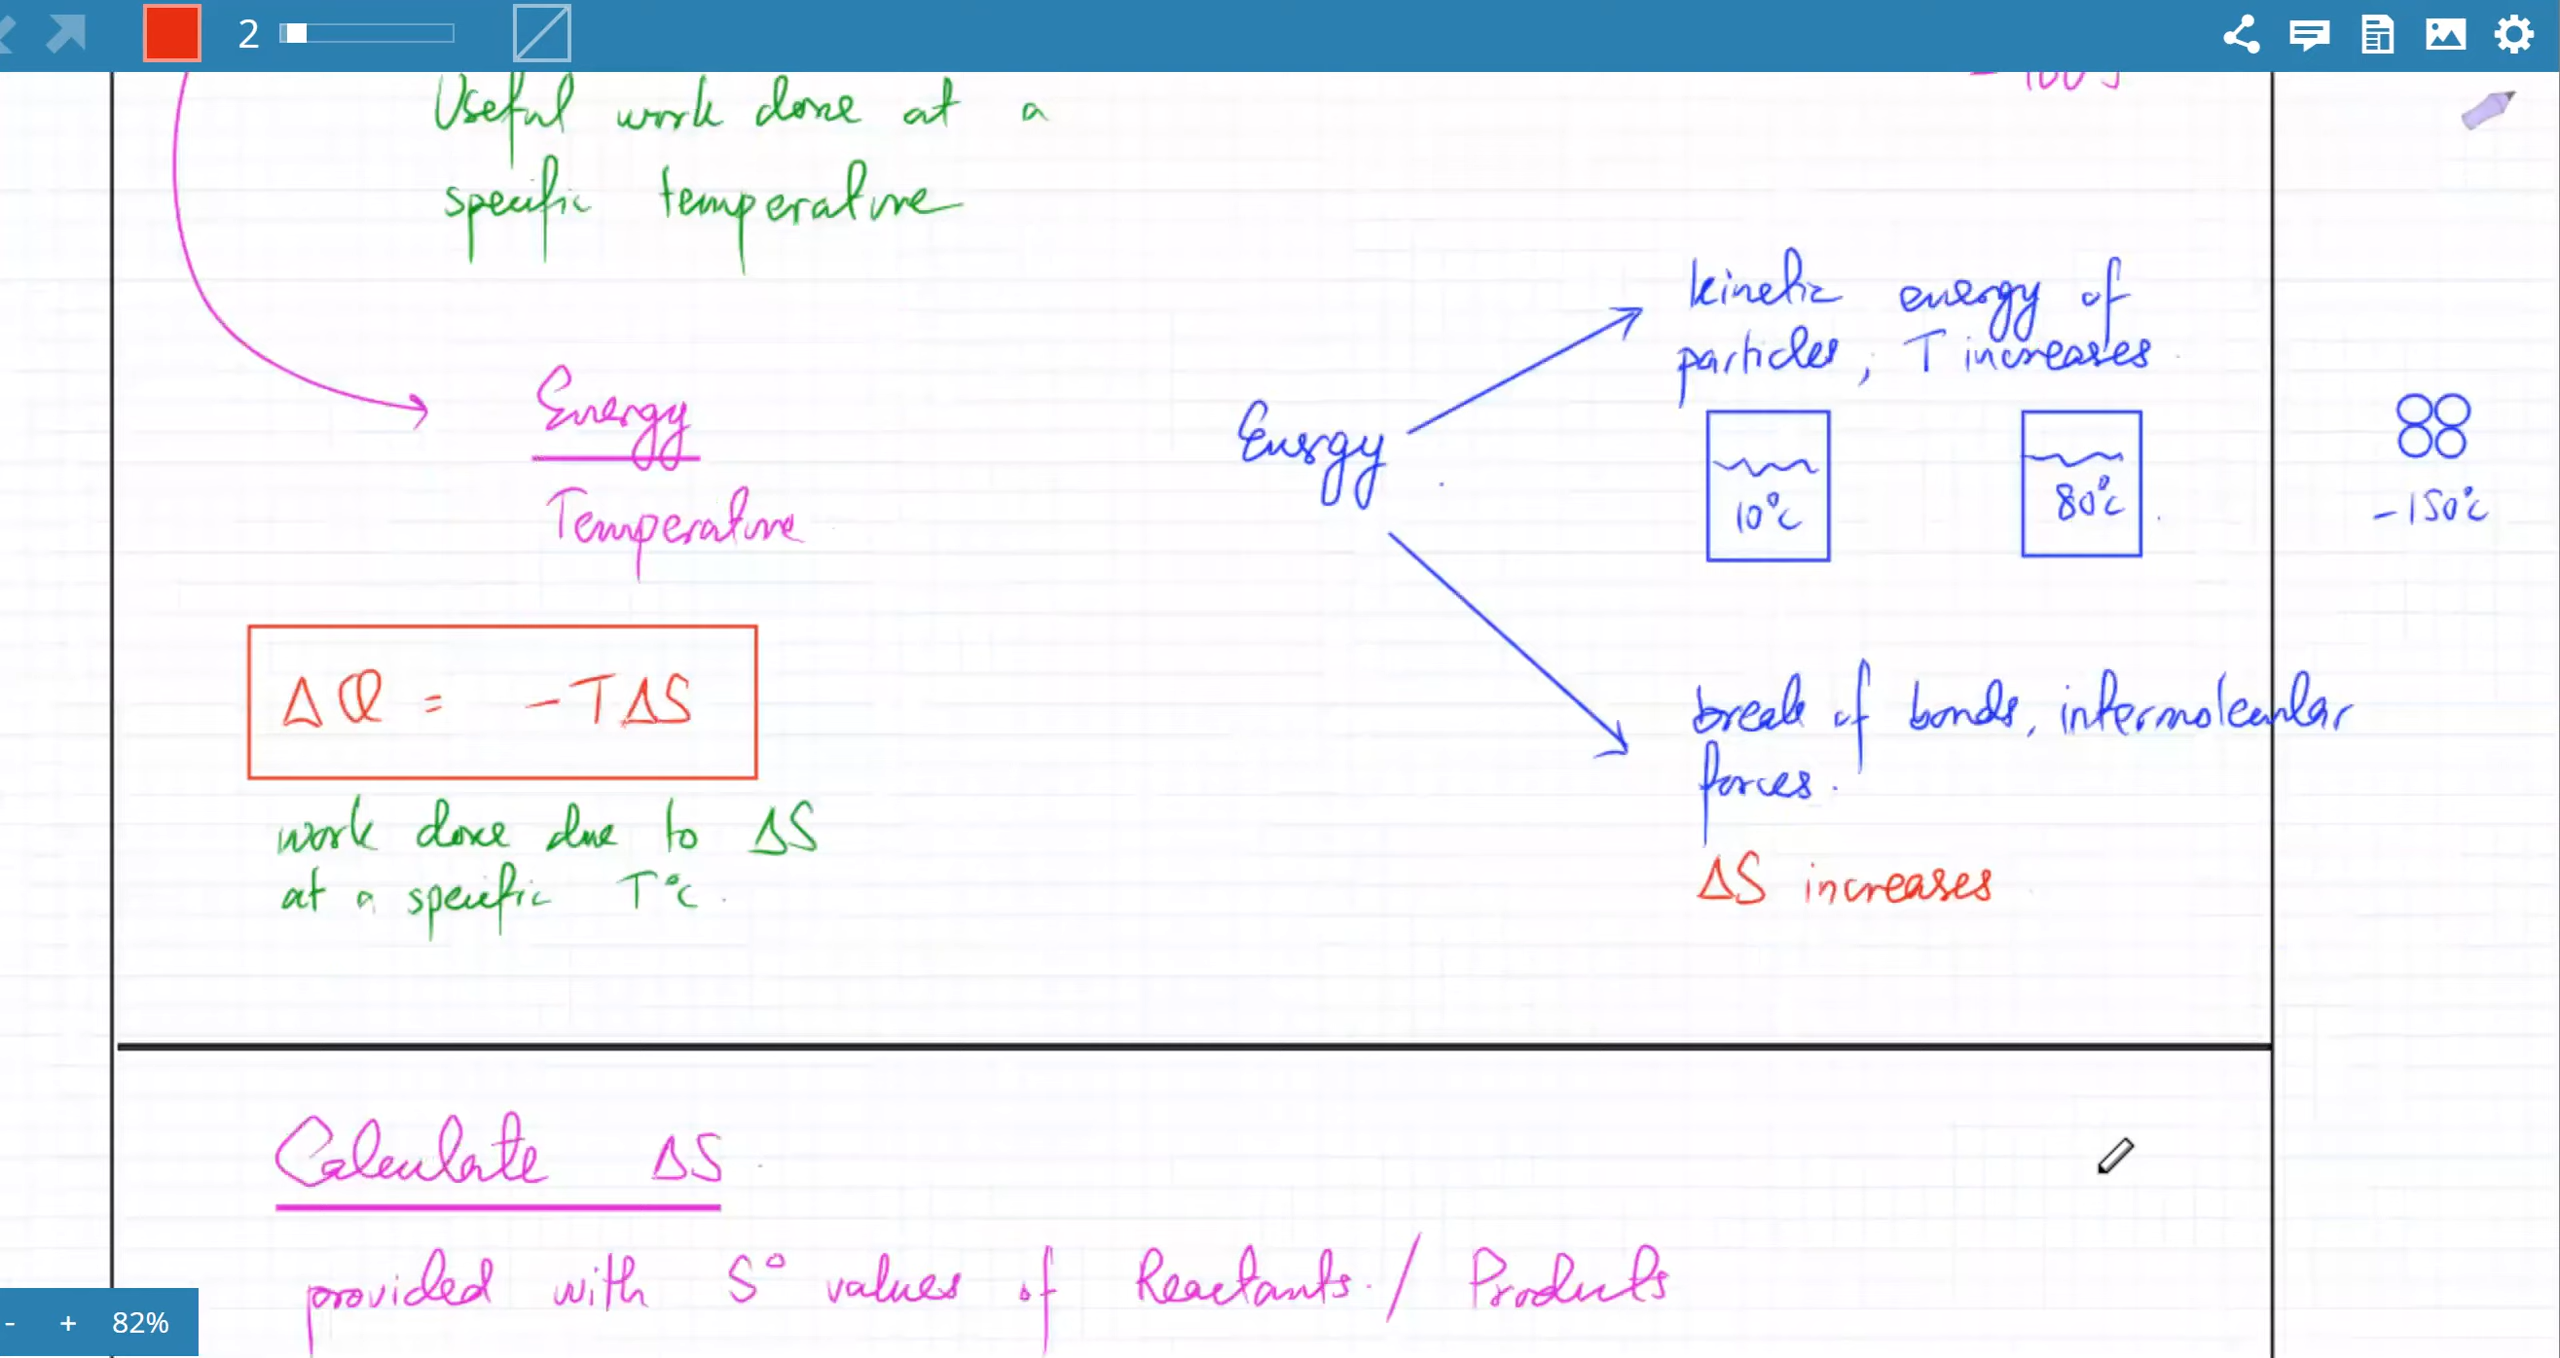 2
- 100 J
Useful work done at a
specific temperature
kinetic energy of
particles, T increases
Energy
Temperature
Energy
10°c
80°c
-150°c
ΔQ = -TΔS
break of bonds, intermolecular
forces.
work done due to ΔS
at a specific T°c.
ΔS increases
Calculate ΔS
provided with S° values of Reactants / Products
- + 82%